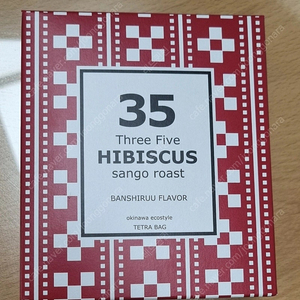 35
Three Five
HIBISCUS
sango roast
BANSHIRUU FLAVOR
okinawa ecostyle
TETRA BAG